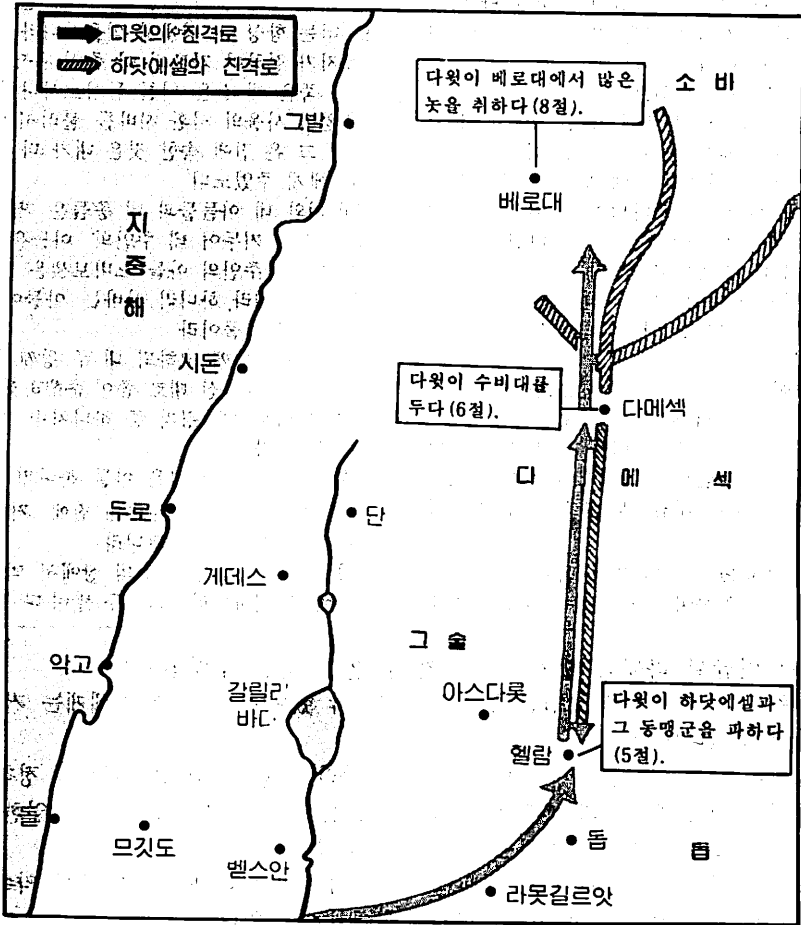 다윗의 진격로
하닷에셀의 진격로
다윗이 베로대에서 많은
놋을 취하다 (8절).
소 비
그발
베로대
지
중
해
시돈
다윗이 수비대를
두다 (6절).
다메섹
다 메 섹
두로
단
게데스
그 술
악고
갈릴리
바다
아스다롯
다윗이 하닷에셀과
그 동맹군을 파하다
(5절).
헬람
므깃도
벧스안
돕
돕
라못길르앗